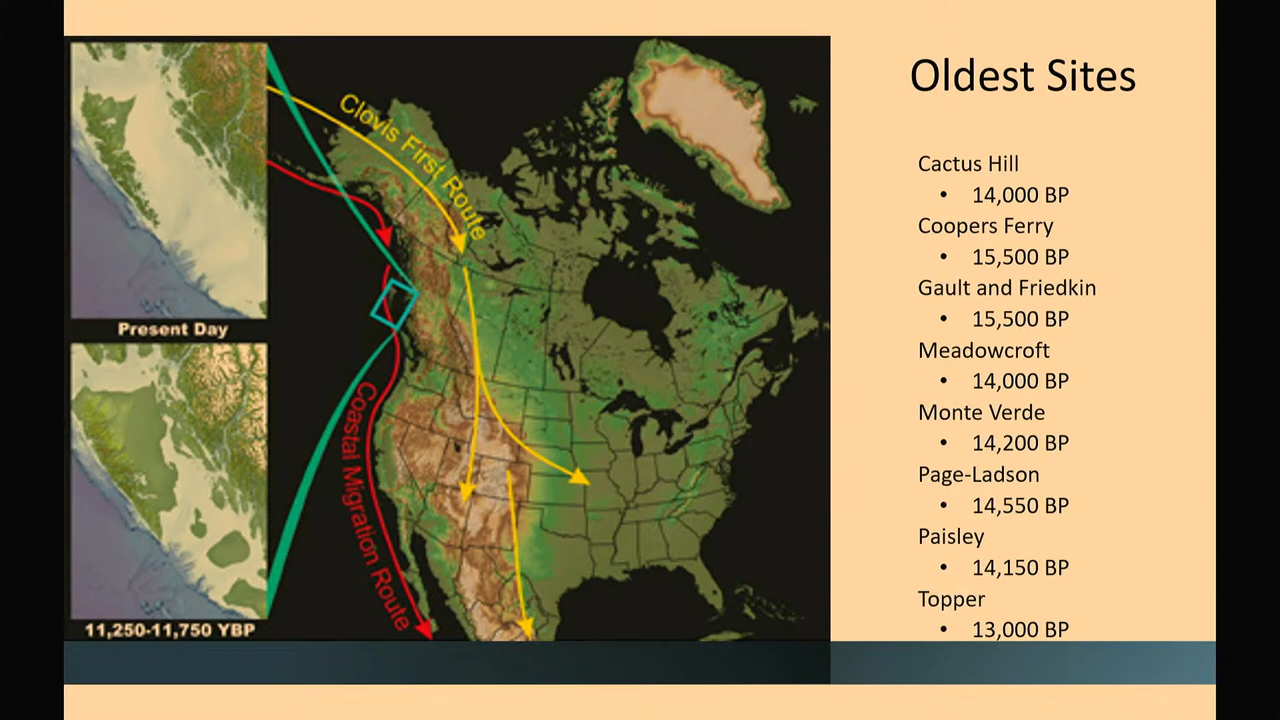 Oldest Sites
Clovis First Route
Coastal Migration Route
Present Day
11,250-11,750 YBP
Cactus Hill
• 14,000 BP
Coopers Ferry
• 15,500 BP
Gault and Friedkin
• 15,500 BP
Meadowcroft
• 14,000 BP
Monte Verde
• 14,200 BP
Page-Ladson
• 14,550 BP
Paisley
• 14,150 BP
Topper
• 13,000 BP